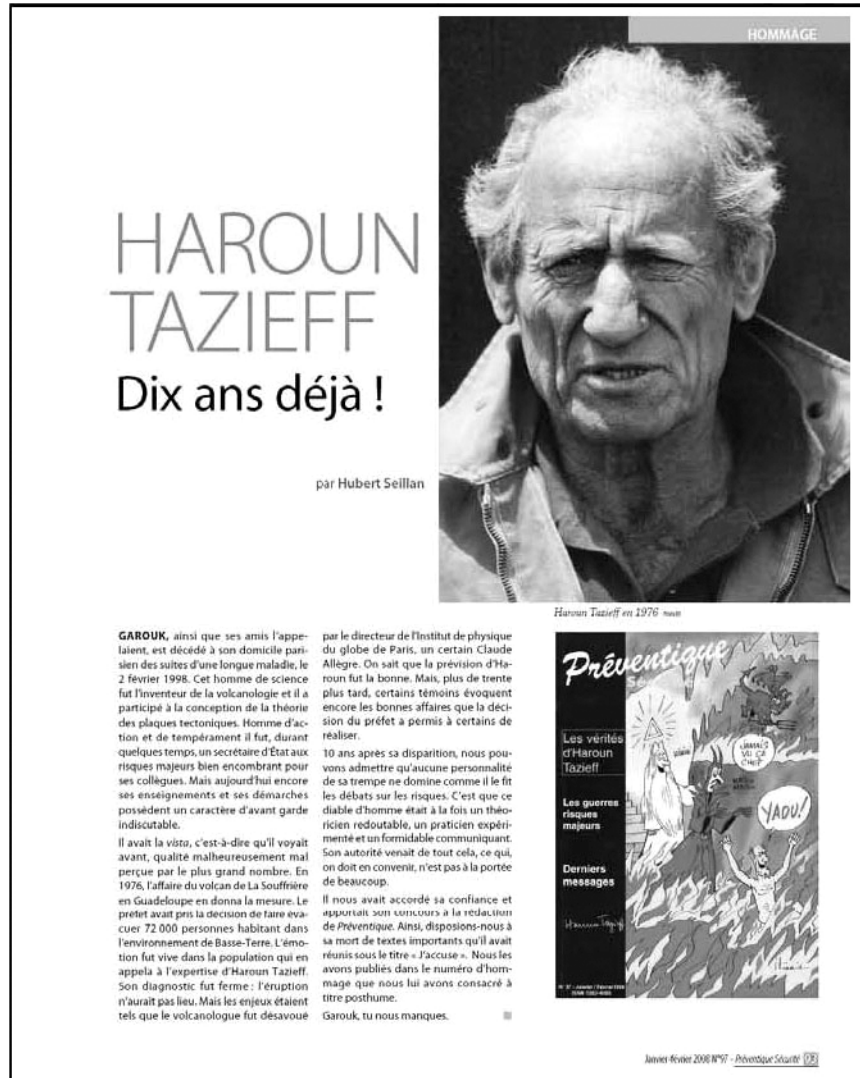 HOMMAGE
HAROUN
TAZIEFF
Dix ans déjà !
par Hubert Seillan
Haroun Tazieff en 1976
GAROUK, ainsi que ses amis l'appe-
laient, est décédé à son domicile pari-
sien des suites d'une longue maladie, le
2 février 1998. Cet homme de science
fut l'inventeur de la volcanologie et il a
participé à la conception de la théorie
des plaques tectoniques. Homme d'ac-
tion et de tempérament il fut, durant
quelques temps, un secrétaire d'État aux
risques majeurs bien encombrant pour
ses collègues. Mais aujourd'hui encore
ses enseignements et ses démarches
possèdent un caractère d'avant garde
indiscutable.
Il avait la vista, c'est-à-dire qu'il voyait
avant, qualité malheureusement mal
perçue par le plus grand nombre. En
1976, l'affaire du volcan de La Souffrière
en Guadeloupe en donna la mesure. Le
préfet avait pris la décision de faire éva-
cuer 72 000 personnes habitant dans
l'environnement de Basse-Terre. L'émo-
tion fut vive dans la population qui en
appela à l'expertise d'Haroun Tazieff.
Son diagnostic fut ferme : l'éruption
n'aurait pas lieu. Mais les enjeux étaient
tels que le volcanologue fut désavoué
par le directeur de l'Institut de physique
du globe de Paris, un certain Claude
Allègre. On sait que la prévision d'Ha-
roun fut la bonne. Mais, plus de trente
plus tard, certains témoins évoquent
encore les bonnes affaires que la déci-
sion du préfet a permis à certains de
réaliser.
10 ans après sa disparition, nous pou-
vons admettre qu'aucune personnalité
de sa trempe ne domine comme il le fit
les débats sur les risques. C'est que ce
diable d'homme était à la fois un théo-
ricien redoutable, un praticien expéri-
menté et un formidable communiquant.
Son autorité venait de tout cela, ce qui,
on doit en convenir, n'est pas à la portée
de beaucoup.
Il nous avait accordé sa confiance et
apportait son concours à la rédaction
de Préventique. Ainsi, disposions-nous à
sa mort de textes importants qu'il avait
réunis sous le titre « J'accuse ». Nous les
avons publiés dans le numéro d'hom-
mage que nous lui avons consacré à
titre posthume.
Garouk, tu nous manques.
Préventique
Les vérités
d'Haroun
Tazieff
Les guerres
risques
majeurs
Derniers
messages
Haroun Tazieff
JAMAIS
VU ÇA
CHEF
YAOU!
Janvier-février 2008 N°97 - Préventique Sécurité